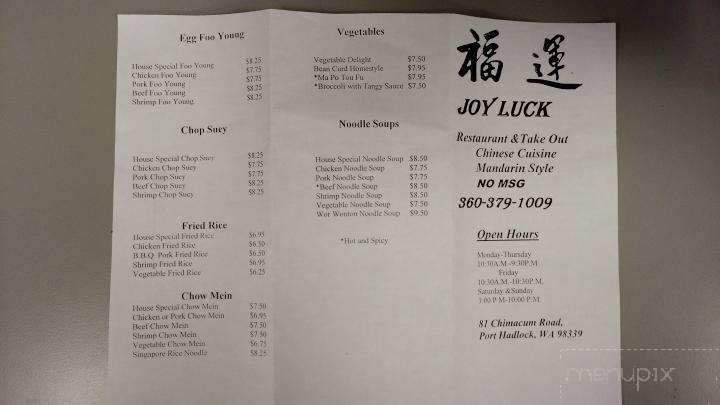 Egg Foo Young
House Special Foo Young $8.25
Chicken Foo Young $7.75
Pork Foo Young $7.75
Beef Foo Young $8.25
Shrimp Foo Young $8.25
Chop Suey
House Special Chop Suey $8.25
Chicken Chop Suey $7.75
Pork Chop Suey $7.75
Beef Chop Suey $8.25
Shrimp Chop Suey $8.25
Fried Rice
House Special Fried Rice $6.95
Chicken Fried Rice $6.50
B.B.Q Pork Fried Rice $6.50
Shrimp Fried Rice $6.95
Vegetable Fried Rice $6.25
Chow Mein
House Special Chow Mein $7.50
Chicken or Pork Chow Mein $6.95
Beef Chow Mein $7.50
Shrimp Chow Mein $7.50
Vegetable Chow Mein $6.75
Singapore Rice Noodle $8.25
Vegetables
Vegetable Delight $7.50
Bean Curd Homestyle $7.95
*Ma Po Tou Fu $7.95
*Broccoli with Tangy Sauce $7.50
Noodle Soups
House Special Noodle Soup $8.50
Chicken Noodle Soup $7.75
Pork Noodle Soup $7.75
*Beef Noodle Soup $8.50
Shrimp Noodle Soup $8.50
Vegetable Noodle Soup $7.50
Wor Wonton Noodle Soup $9.50
*Hot and Spicy
福運
JOY LUCK
Restaurant & Take Out
Chinese Cuisine
Mandarin Style
NO MSG
360-379-1009
Open Hours
Monday-Thursday
10:30A.M.-9:30P.M
Friday
10:30A.M.-10:30P.M.
Saturday & Sunday
3:00 P.M-10:00 P.M
81 Chimacum Road,
Port Hadlock, WA 98339
menupix